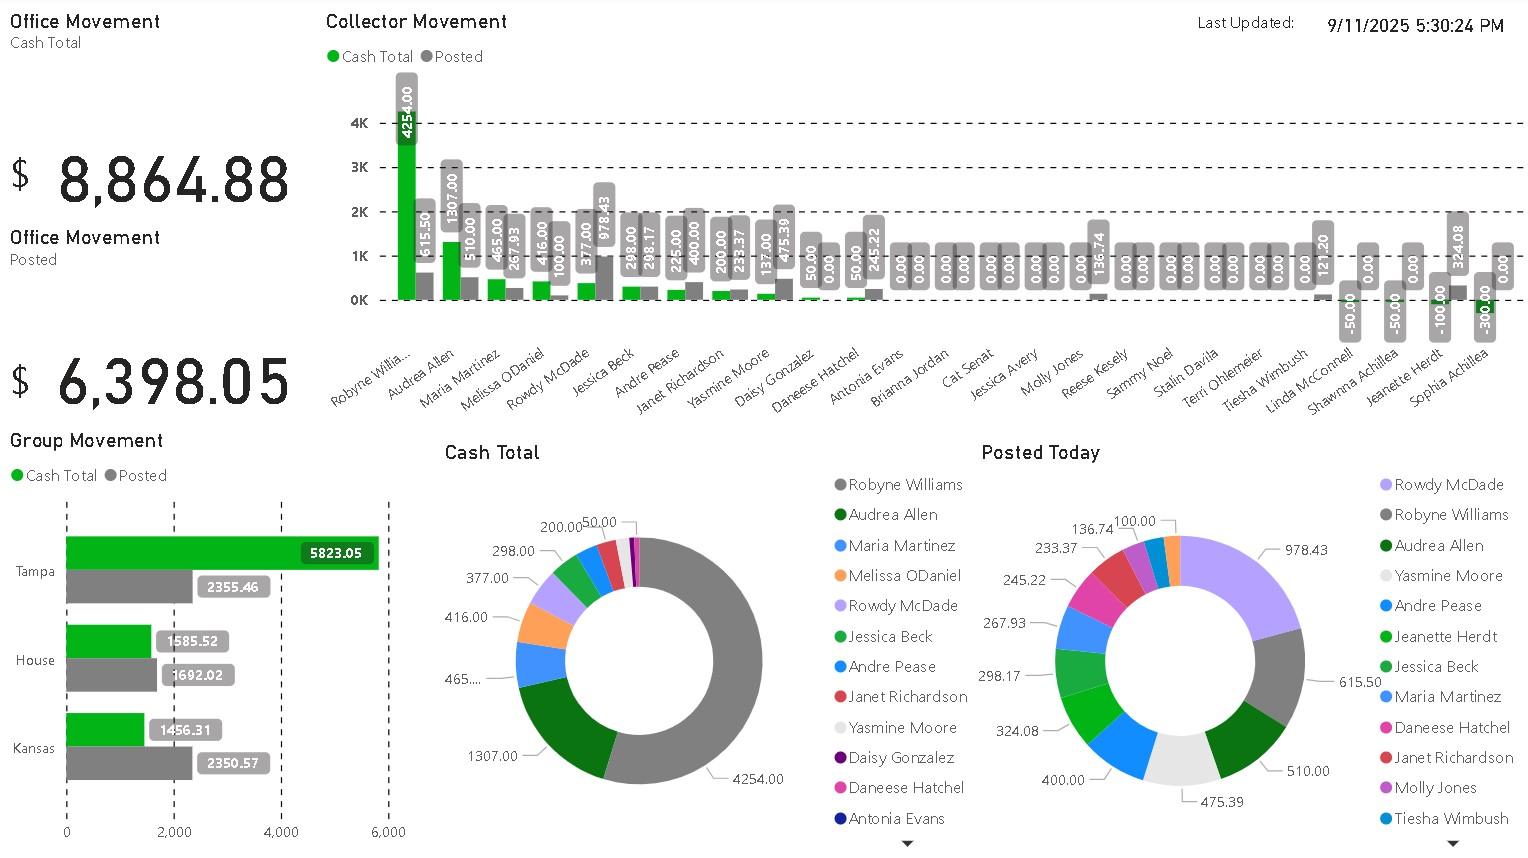 Office Movement
Cash Total
$ 8,864.88
Office Movement
Posted
$ 6,398.05
Collector Movement
Last Updated: 9/11/2025 5:30:24 PM
Cash Total Posted
4K
3K
2K
1K
0K
4254.00
615.50
1307.00
510.00
465.00
267.93
416.00
100.00
377.00
978.43
298.00
298.17
225.00
400.00
200.00
233.37
137.00
475.39
50.00
0.00
50.00
245.22
0.00
0.00
0.00
0.00
0.00
0.00
0.00
0.00
0.00
136.74
0.00
0.00
0.00
0.00
0.00
0.00
0.00
0.00
0.00
121.20
-50.00
0.00
-50.00
0.00
-100.00
324.08
-300.00
0.00
Robyne Willia...
Audrea Allen
Maria Martinez
Melissa ODaniel
Rowdy McDade
Jessica Beck
Andre Pease
Janet Richardson
Yasmine Moore
Daisy Gonzalez
Daneese Hatchel
Antonia Evans
Brianna Jordan
Cat Senat
Jessica Avery
Molly Jones
Reese Kesely
Sammy Noel
Stalin Davila
Terri Ohlemeier
Tiesha Wimbush
Linda McConnell
Shawnna Achillea
Jeanette Herdt
Sophia Achillea
Group Movement
Cash Total Posted
Tampa
5823.05
2355.46
House
1585.52
1692.02
Kansas
1456.31
2350.57
0 2,000 4,000 6,000
Cash Total
50.00
200.00
298.00
377.00
416.00
465....
1307.00
4254.00
Robyne Williams
Audrea Allen
Maria Martinez
Melissa ODaniel
Rowdy McDade
Jessica Beck
Andre Pease
Janet Richardson
Yasmine Moore
Daisy Gonzalez
Daneese Hatchel
Antonia Evans
Posted Today
100.00
136.74
233.37
245.22
267.93
298.17
324.08
400.00
475.39
510.00
615.50
978.43
Rowdy McDade
Robyne Williams
Audrea Allen
Yasmine Moore
Andre Pease
Jeanette Herdt
Jessica Beck
Maria Martinez
Daneese Hatchel
Janet Richardson
Molly Jones
Tiesha Wimbush